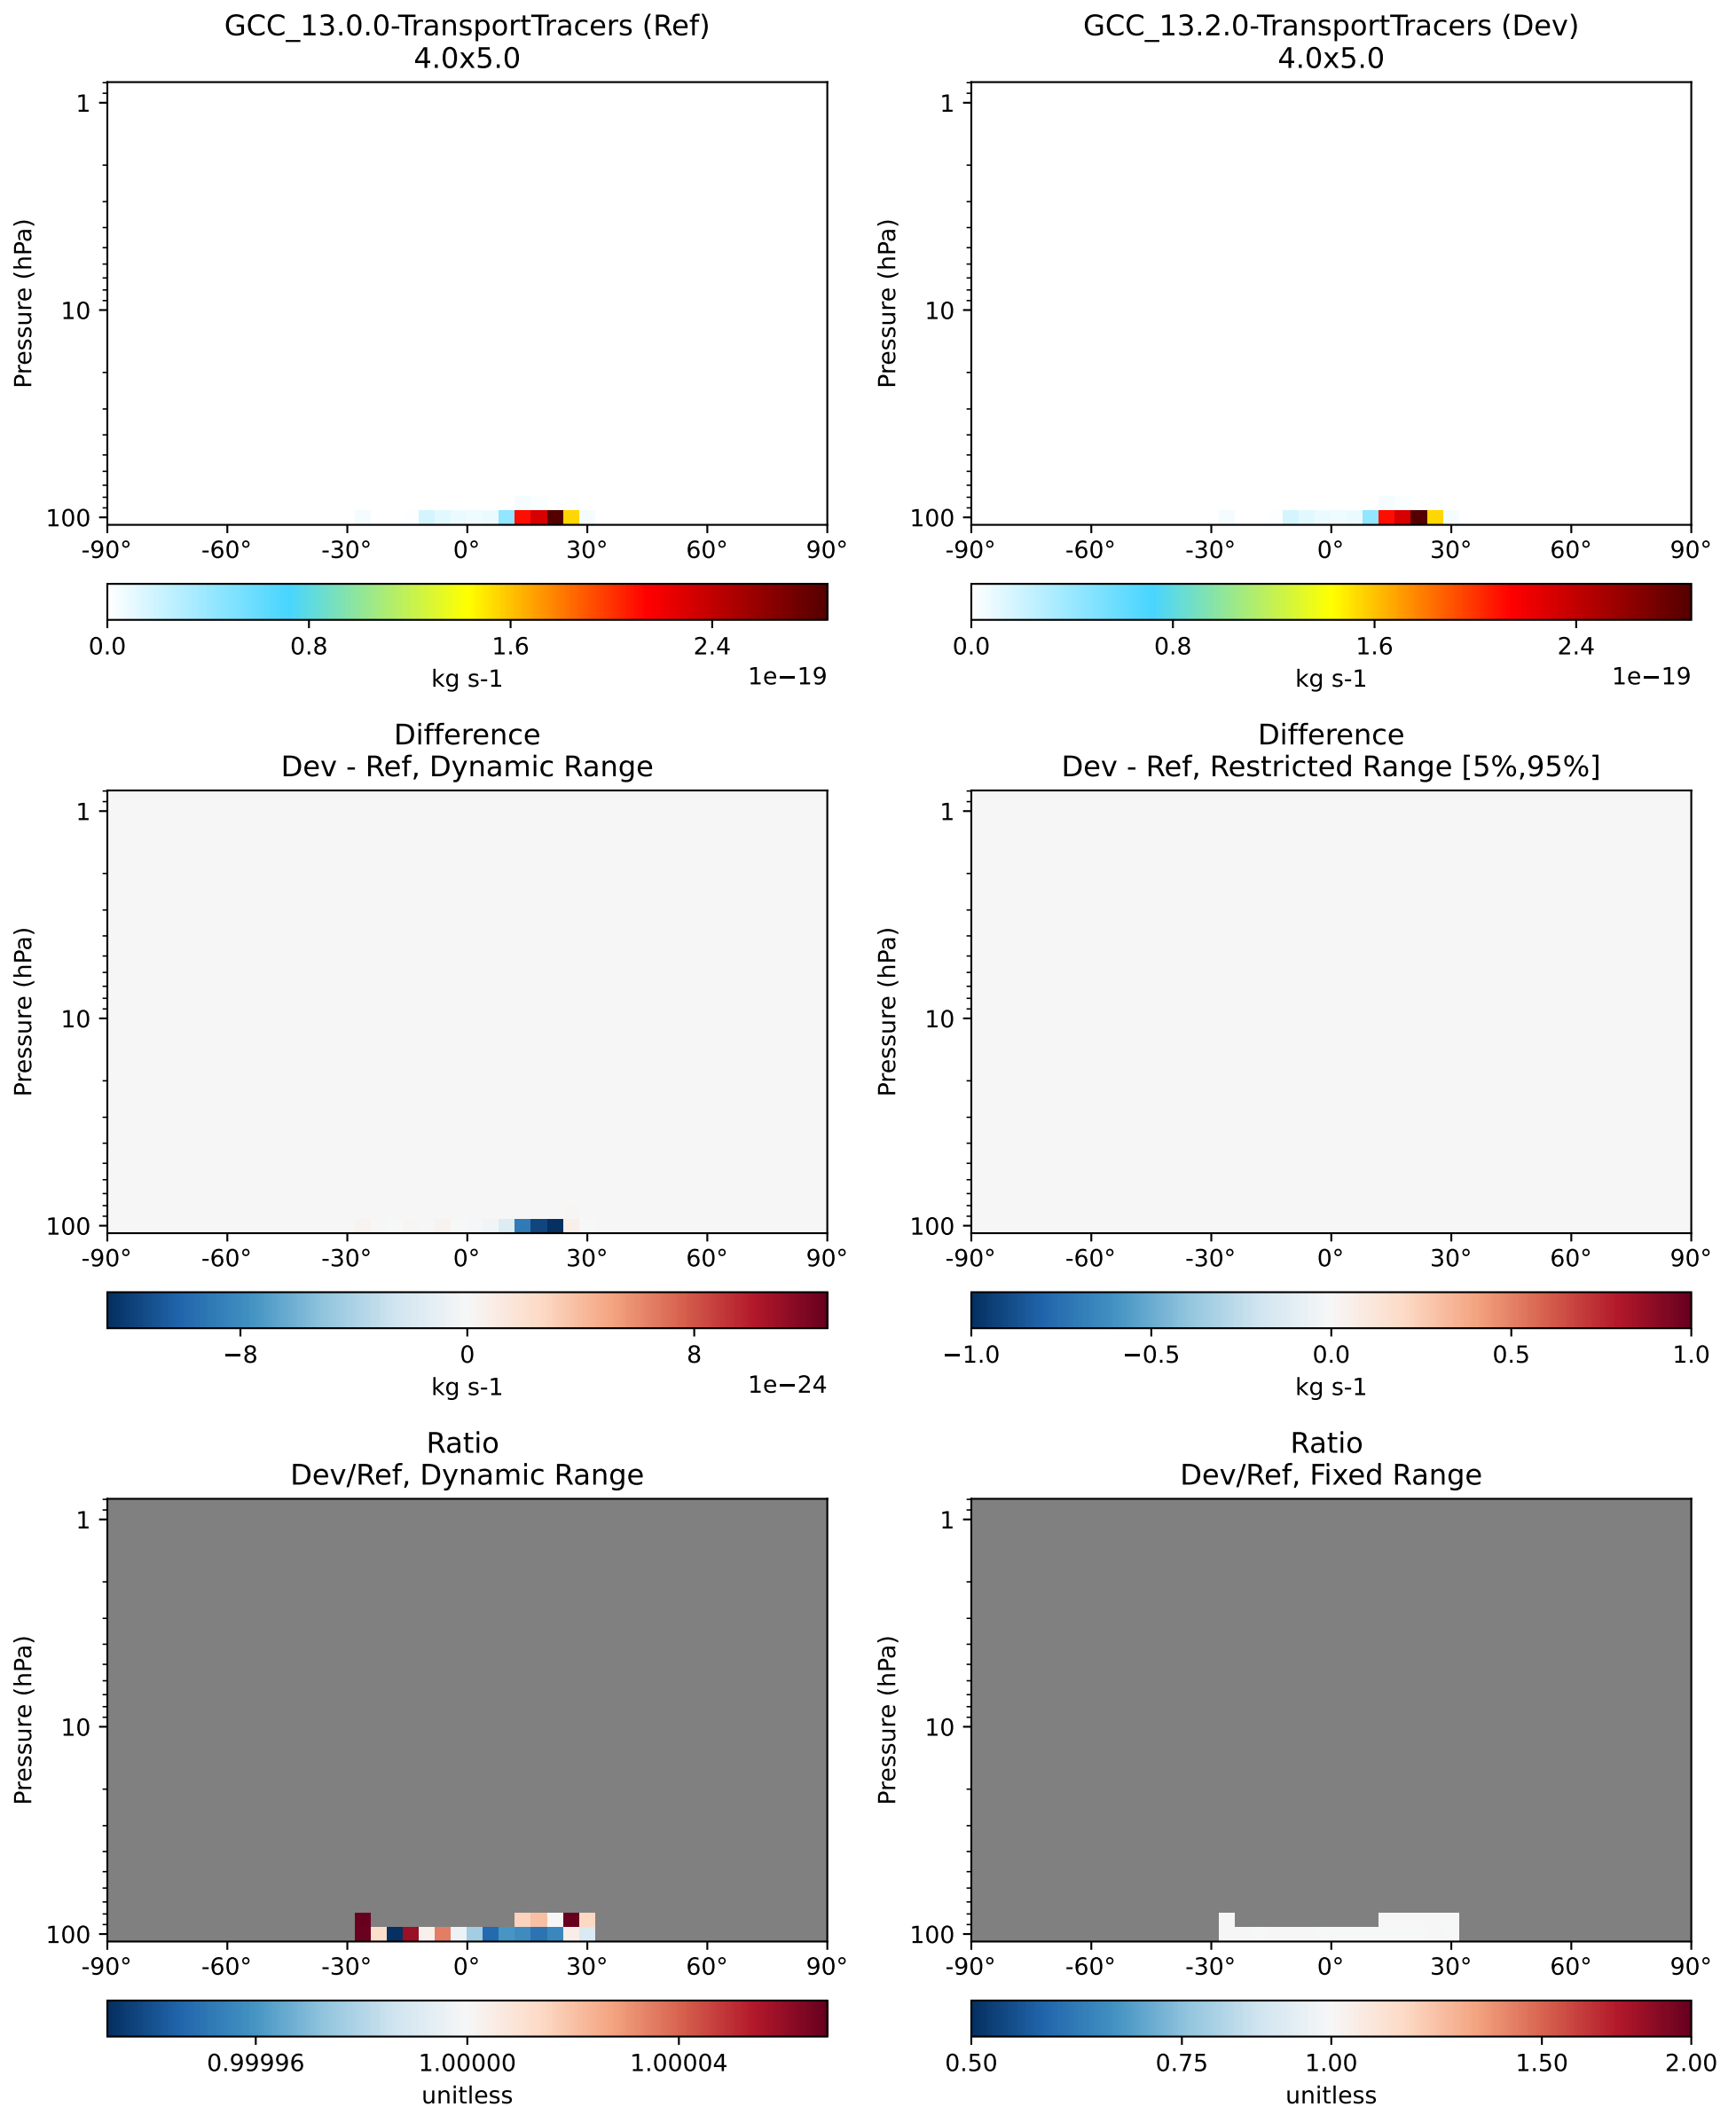 GCC_13.0.0-TransportTracers (Ref)
4.0x5.0
Pressure (hPa)
1
10
100
-90° -60° -30° 0° 30° 60° 90°
0.0 0.8 1.6 2.4
kg s-1
1e−19
GCC_13.2.0-TransportTracers (Dev)
4.0x5.0
Pressure (hPa)
1
10
100
-90° -60° -30° 0° 30° 60° 90°
0.0 0.8 1.6 2.4
kg s-1
1e−19
Difference
Dev - Ref, Dynamic Range
Pressure (hPa)
1
10
100
-90° -60° -30° 0° 30° 60° 90°
−8 0 8
kg s-1
1e−24
Difference
Dev - Ref, Restricted Range [5%,95%]
Pressure (hPa)
1
10
100
-90° -60° -30° 0° 30° 60° 90°
−1.0 −0.5 0.0 0.5 1.0
kg s-1
Ratio
Dev/Ref, Dynamic Range
Pressure (hPa)
1
10
100
-90° -60° -30° 0° 30° 60° 90°
0.99996 1.00000 1.00004
unitless
Ratio
Dev/Ref, Fixed Range
Pressure (hPa)
1
10
100
-90° -60° -30° 0° 30° 60° 90°
0.50 0.75 1.00 1.50 2.00
unitless